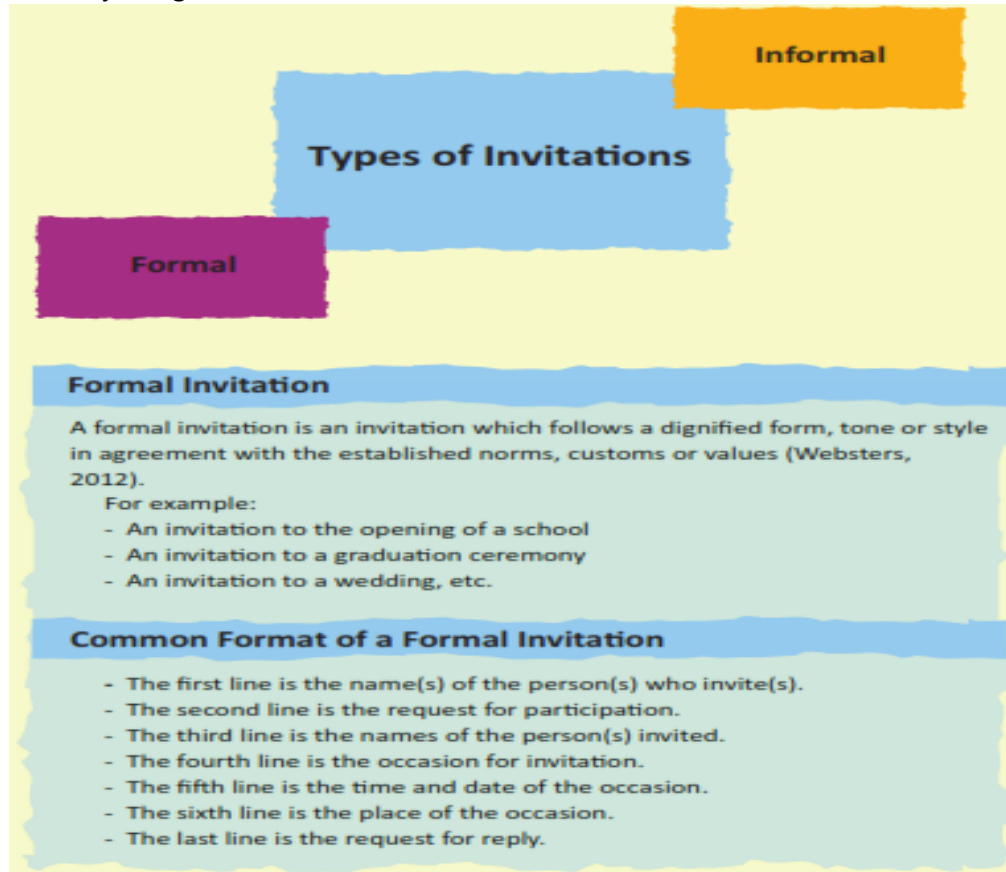 Informal
Types of Invitations
Formal
Formal Invitation
A formal invitation is an invitation which follows a dignified form, tone or style
in agreement with the established norms, customs or values (Websters,
2012).
For example:
- An invitation to the opening of a school
- An invitation to a graduation ceremony
- An invitation to a wedding, etc.
Common Format of a Formal Invitation
- The first line is the name(s) of the person(s) who invite(s).
- The second line is the request for participation.
- The third line is the names of the person(s) invited.
- The fourth line is the occasion for invitation.
- The fifth line is the time and date of the occasion.
- The sixth line is the place of the occasion.
- The last line is the request for reply.